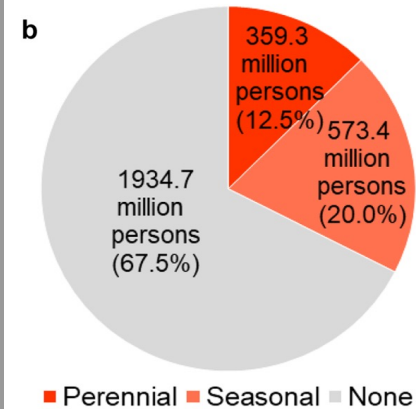 b
359.3
million
persons
(12.5%)
573.4
million
persons
(20.0%)
1934.7
million
persons
(67.5%)
Perennial Seasonal None